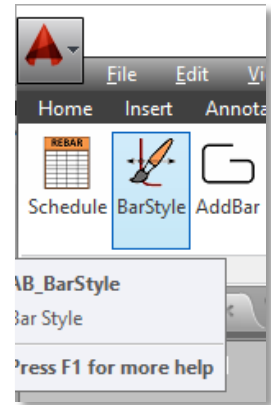 File Edit Vi
Home Insert Annota
REBAR
Schedule BarStyle AddBar
AB_BarStyle
Bar Style
Press F1 for more help